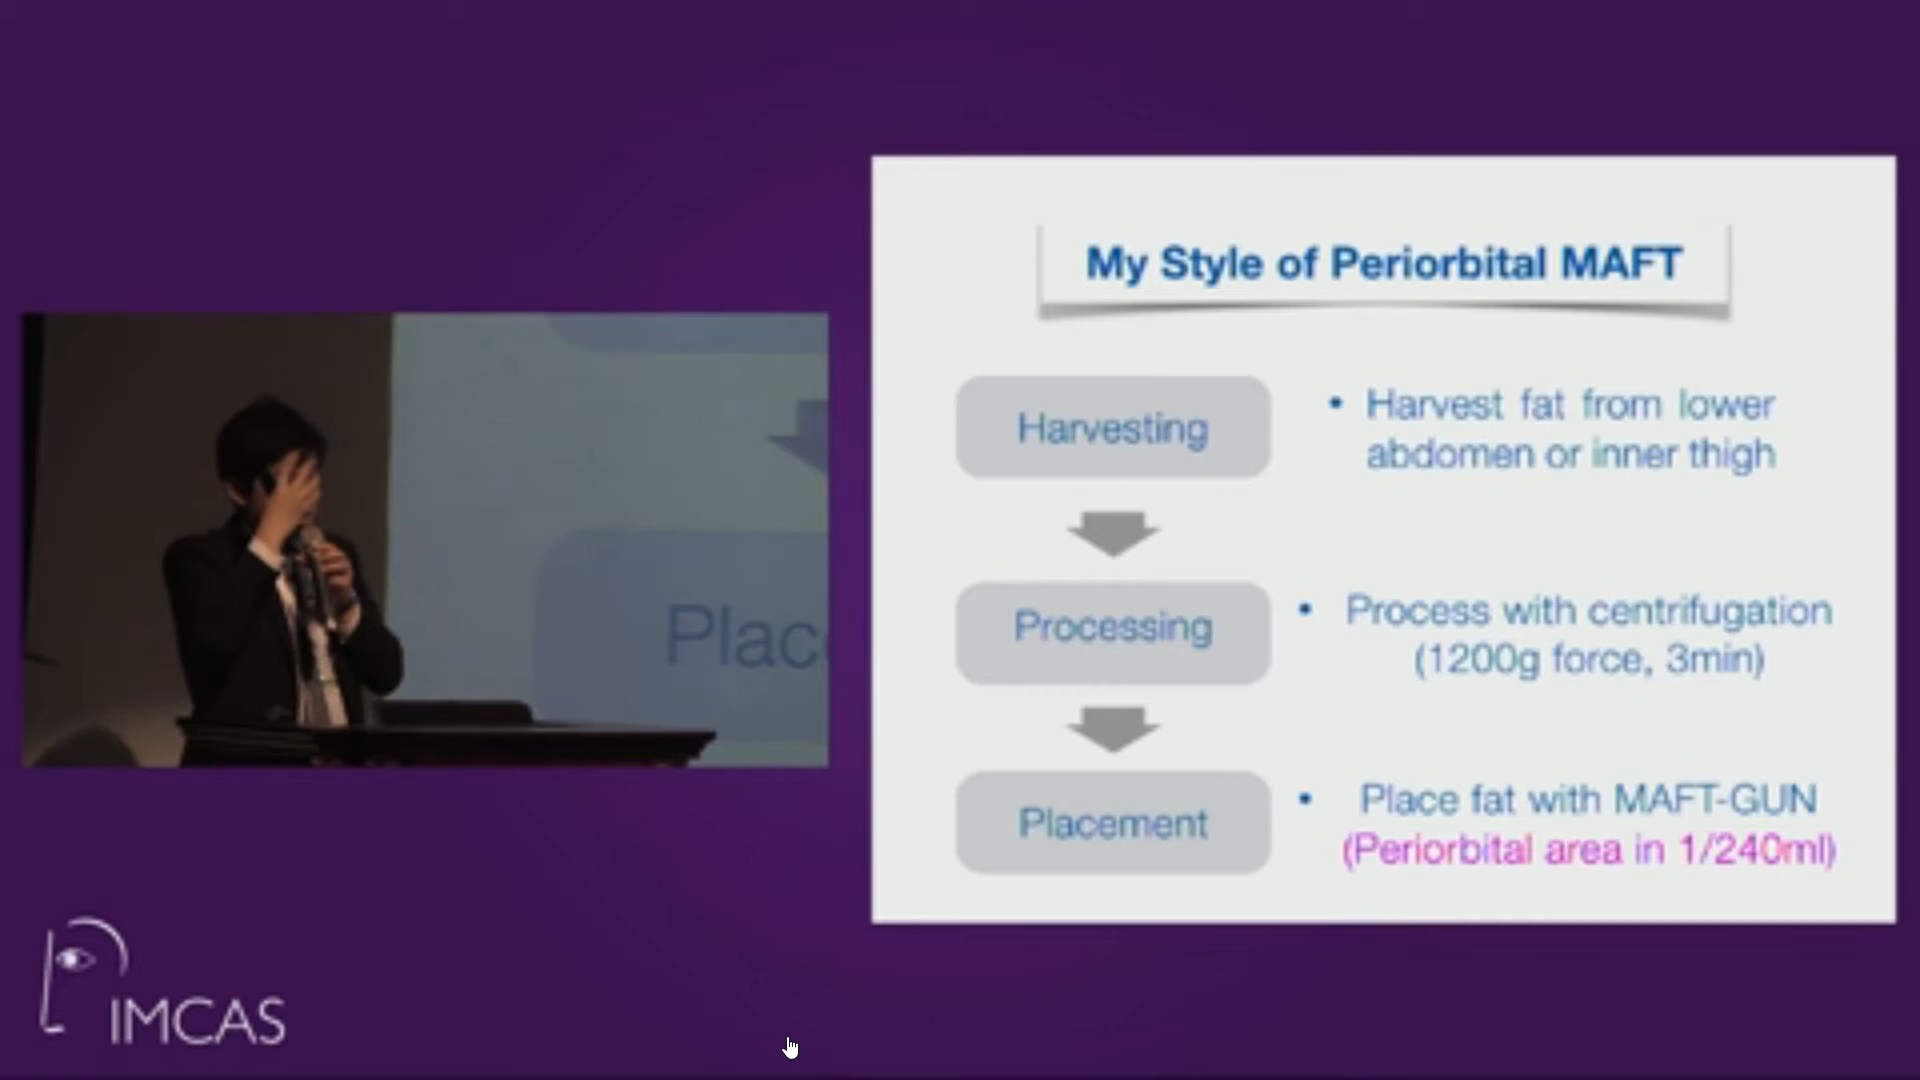 My Style of Periorbital MAFT
Harvesting
• Harvest fat from lower
abdomen or inner thigh
Processing
• Process with centrifugation
(1200g force, 3min)
Placement
• Place fat with MAFT-GUN
(Periorbital area in 1/240ml)
Plac
IMCAS